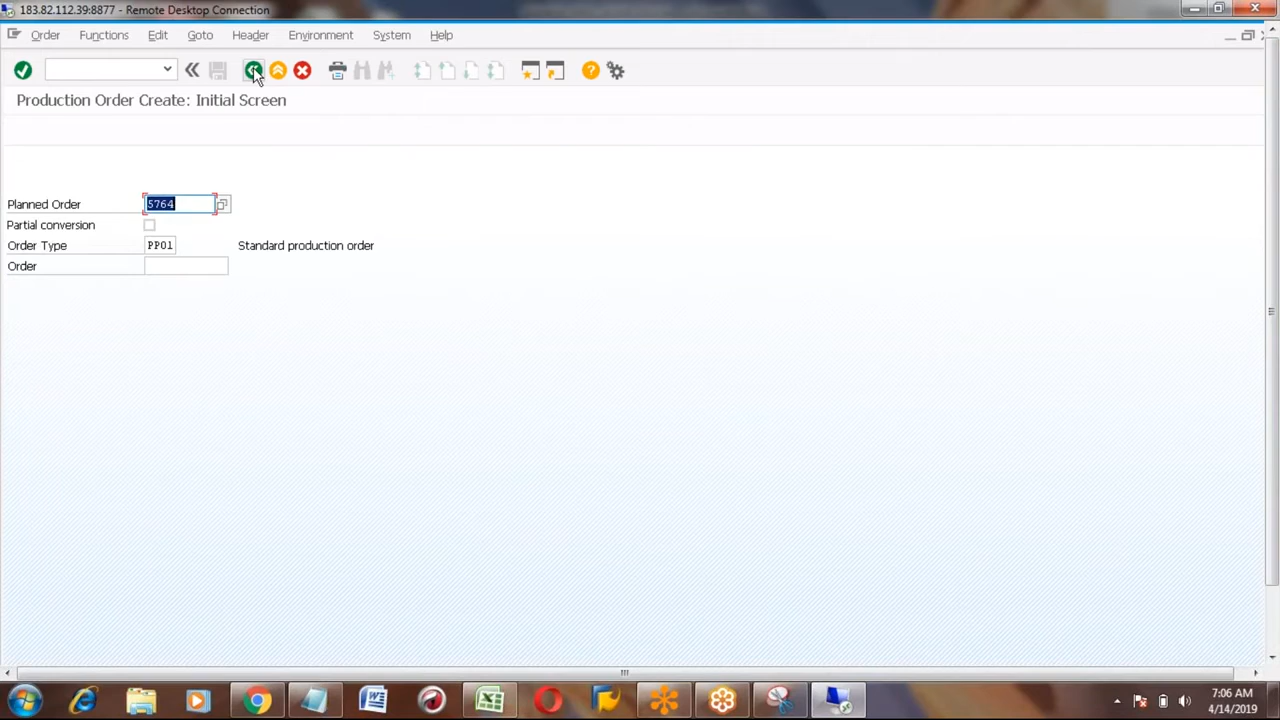 183.82.112.39:8877 - Remote Desktop Connection
Order Functions Edit Goto Header Environment System Help
Production Order Create: Initial Screen
Planned Order 5764
Partial conversion
Order Type PP01 Standard production order
Order
7:06 AM
4/14/2019